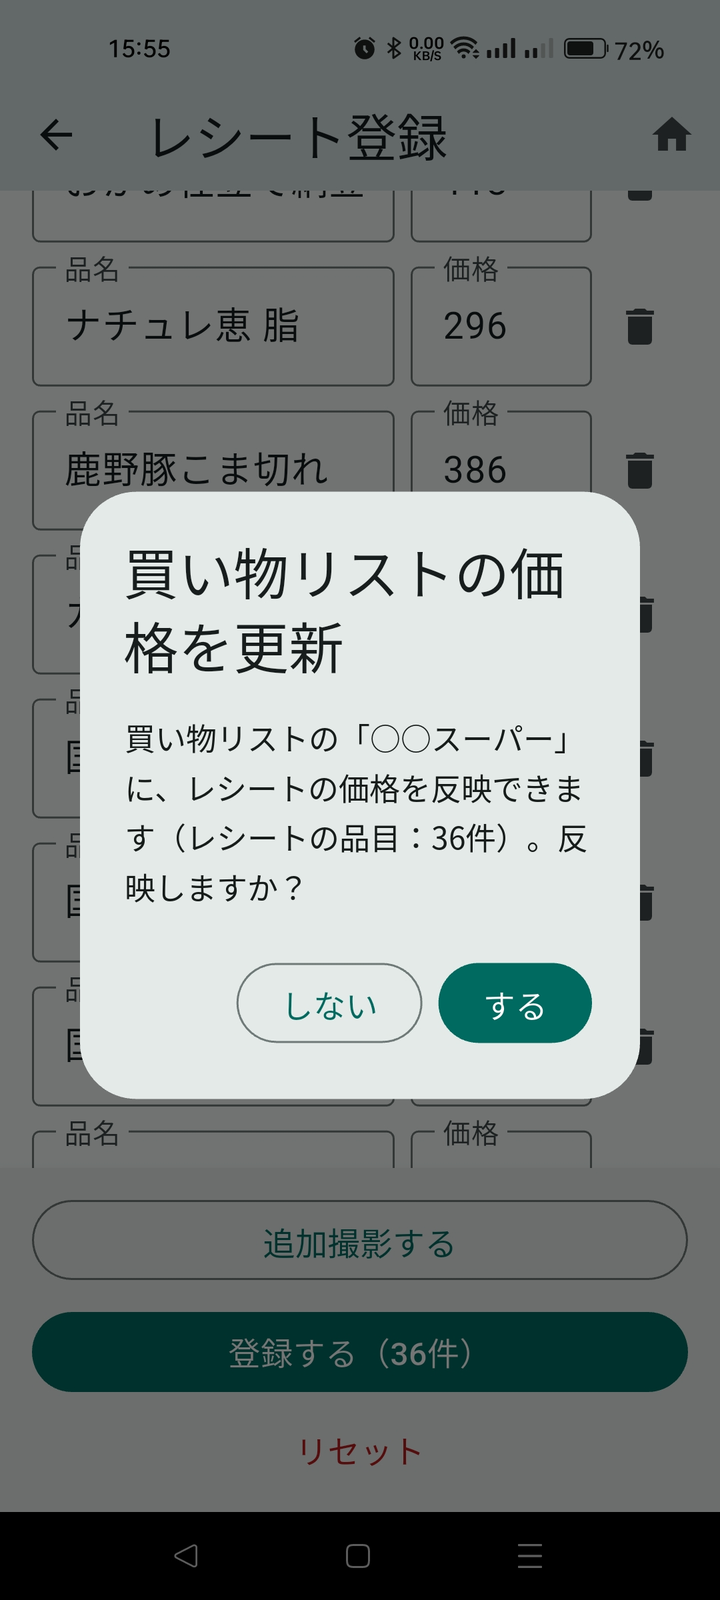 15:55
0.00
KB/S
72%
レシート登録
品名
価格
ナチュレ恵 脂
296
品名
価格
鹿野豚こま切れ
386
買い物リストの価
格を更新
買い物リストの「○○スーパー」
に、レシートの価格を反映できま
す（レシートの品目：36件）。反
映しますか？
しない
する
品名
価格
追加撮影する
登録する（36件）
リセット